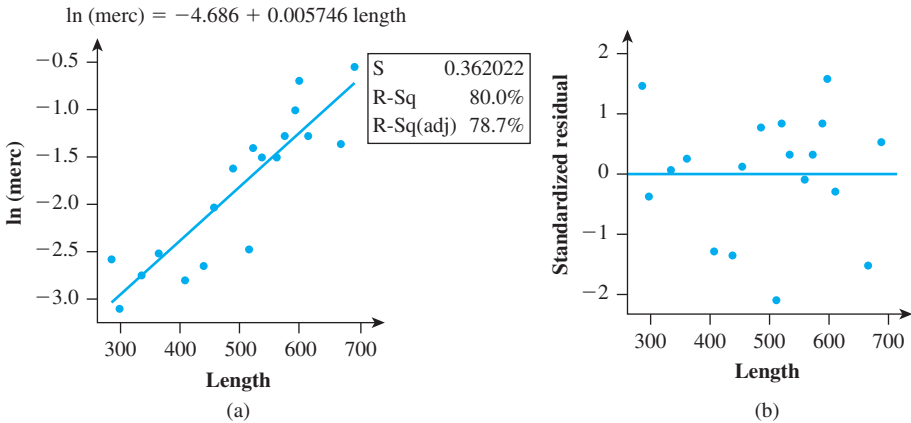 ln (merc) = −4.686 + 0.005746 length
−0.5
−1.0
−1.5
−2.0
−2.5
−3.0
ln (merc)
S 0.362022
R-Sq 80.0%
R-Sq(adj) 78.7%
300 400 500 600 700
Length
(a)
2
1
0
−1
−2
Standardized residual
300 400 500 600 700
Length
(b)